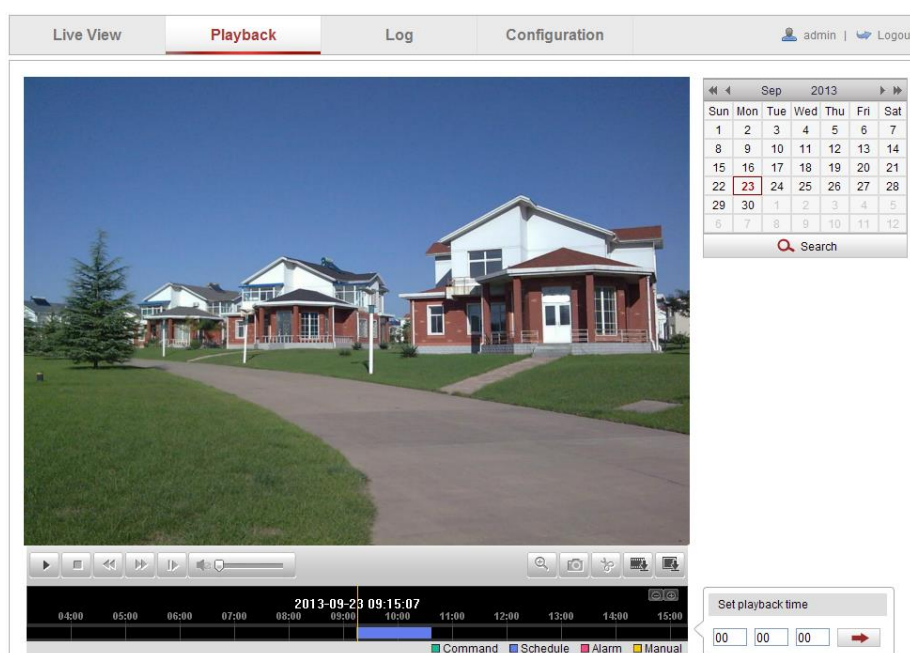 Live View Playback Log Configuration admin | Logou
Sep 2013
Sun Mon Tue Wed Thu Fri Sat
1 2 3 4 5 6 7
8 9 10 11 12 13 14
15 16 17 18 19 20 21
22 23 24 25 26 27 28
29 30 1 2 3 4 5
6 7 8 9 10 11 12
Search
2013-09-23 09:15:07
04:00 05:00 06:00 07:00 08:00 09:00 10:00 11:00 12:00 13:00 14:00 15:00
Command Schedule Alarm Manual
Set playback time
00 00 00